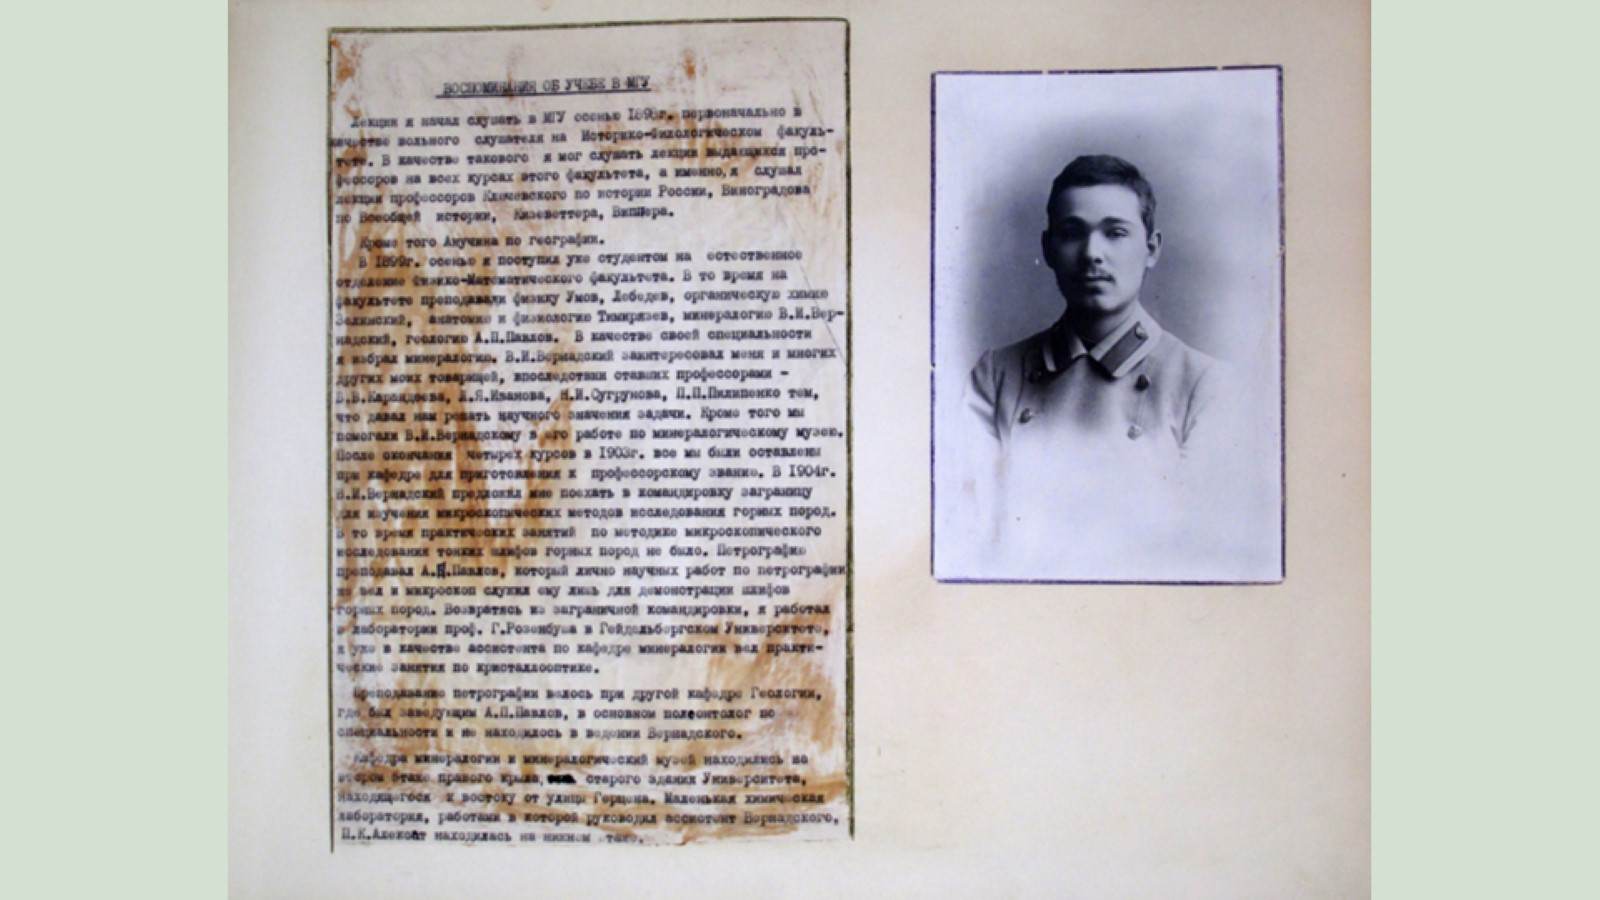 ВОСПОМИНАНИЯ ОБ УЧЕБЕ В МГУ
Лекции я начал слушать в МГУ осенью 1898г. первоначально в
качестве вольного слушателя на Историко-Филологическом факуль-
тете. В качестве такового я мог слушать лекции выдающихся про-
фессоров на всех курсах этого факультета, а именно, я слушал
лекции профессоров Ключевского по истории России, Виноградова
по Всеобщей истории, Кизеветтера, Виппера.
Кроме того Анучина по географии.
В 1899г. осенью я поступил уже студентом на естественное
отделение Физико-Математического факультета. В то время на
факультете преподавали физику Умов, Лебедев, органическую химию
Зелинский, анатомию и физиологию Тимирязев, минералогию В.И.Вер-
надский, геологию А.П.Павлов. В качестве своей специальности
я избрал минералогию. В.И.Вернадский заинтересовал меня и многих
других моих товарищей, впоследствии ставших профессорами -
В.В.Карандеева, Л.Я.Иванова, Н.И.Сургунова, П.П.Пилипенко тем,
что давал нам решать научного значения задачи. Кроме того мы
помогали В.И.Вернадскому в его работе по минералогическому музею.
После окончания четырех курсов в 1903г. все мы были оставлены
при кафедре для приготовления к профессорскому званию. В 1904г.
В.И.Вернадский предложил мне поехать в командировку заграницу
для изучения микроскопических методов исследования горных пород.
В то время практических занятий по методике микроскопического
исследования тонких шлифов горных пород не было. Петрографию
преподавал А.П.Павлов, который лично научных работ по петрографии
не вел и микроскоп служил ему лишь для демонстрации шлифов
горных пород. Возвратясь из заграничной командировки, я работал
в лаборатории проф. Г.Розенбуша в Гейдельбергском Университете,
я уже в качестве ассистента по кафедре минералогии вел практи-
ческие занятия по кристаллооптике.
Преподавание петрографии велось при другой кафедре Геологии,
где был заведующим А.П.Павлов, в основном полеонтолог по
специальности и не находилось в ведении Вернадского.
Кафедра минералогии и минералогический музей находились на
втором этаже правого крыла, старого здания Университета,
находящегося к востоку от улицы Герцена. Маленькая химическая
лаборатория, работами в которой руководил ассистент Вернадского,
П.К.Алексат находилась на нижнем этаже.